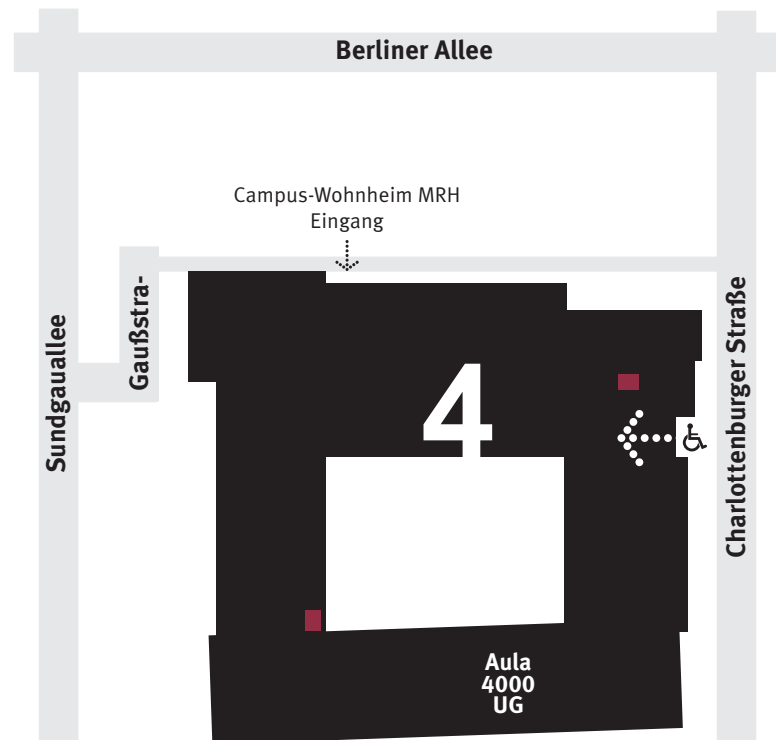 Berliner Allee
Campus-Wohnheim MRH
Eingang
Gaußstra-
Sundgauallee
Charlottenburger Straße
4
Aula
4000
UG